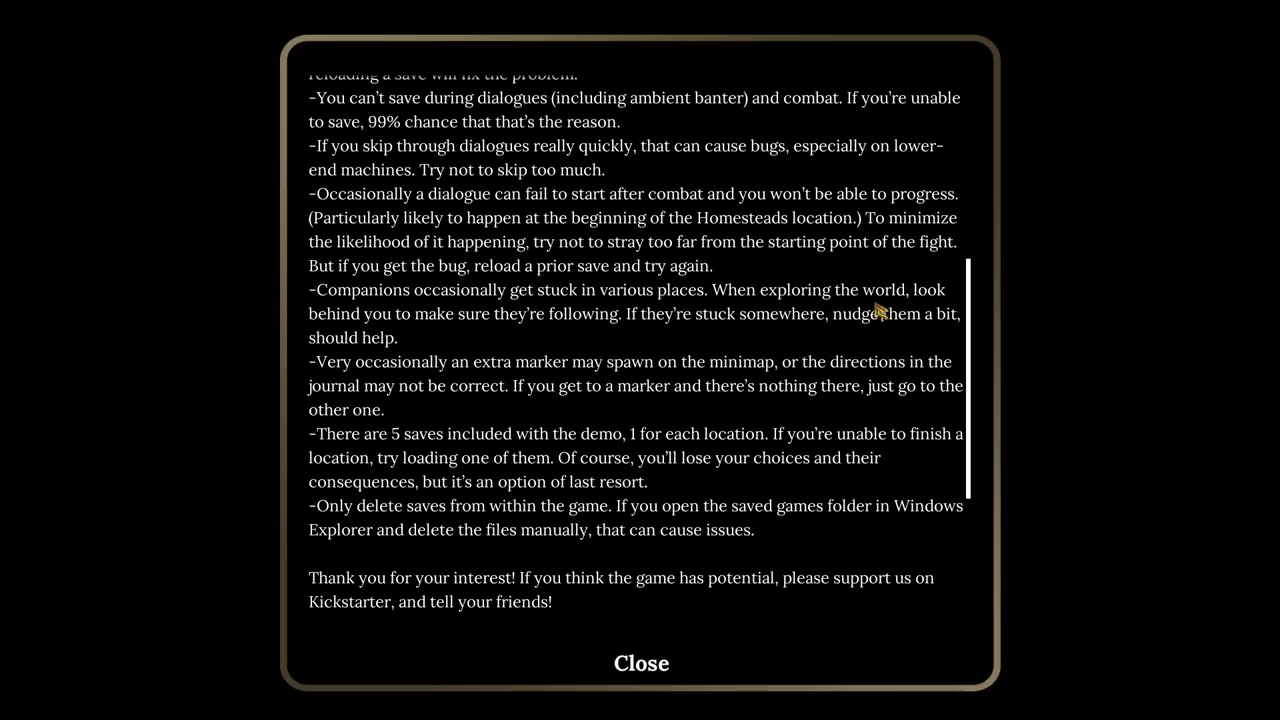 reloading a save will fix the problem.
-You can't save during dialogues (including ambient banter) and combat. If you're unable
to save, 99% chance that that's the reason.
-If you skip through dialogues really quickly, that can cause bugs, especially on lower-
end machines. Try not to skip too much.
-Occasionally a dialogue can fail to start after combat and you won't be able to progress.
(Particularly likely to happen at the beginning of the Homesteads location.) To minimize
the likelihood of it happening, try not to stray too far from the starting point of the fight.
But if you get the bug, reload a prior save and try again.
-Companions occasionally get stuck in various places. When exploring the world, look
behind you to make sure they're following. If they're stuck somewhere, nudge them a bit,
should help.
-Very occasionally an extra marker may spawn on the minimap, or the directions in the
journal may not be correct. If you get to a marker and there's nothing there, just go to the
other one.
-There are 5 saves included with the demo, 1 for each location. If you're unable to finish a
location, try loading one of them. Of course, you'll lose your choices and their
consequences, but it's an option of last resort.
-Only delete saves from within the game. If you open the saved games folder in Windows
Explorer and delete the files manually, that can cause issues.
Thank you for your interest! If you think the game has potential, please support us on
Kickstarter, and tell your friends!
Close